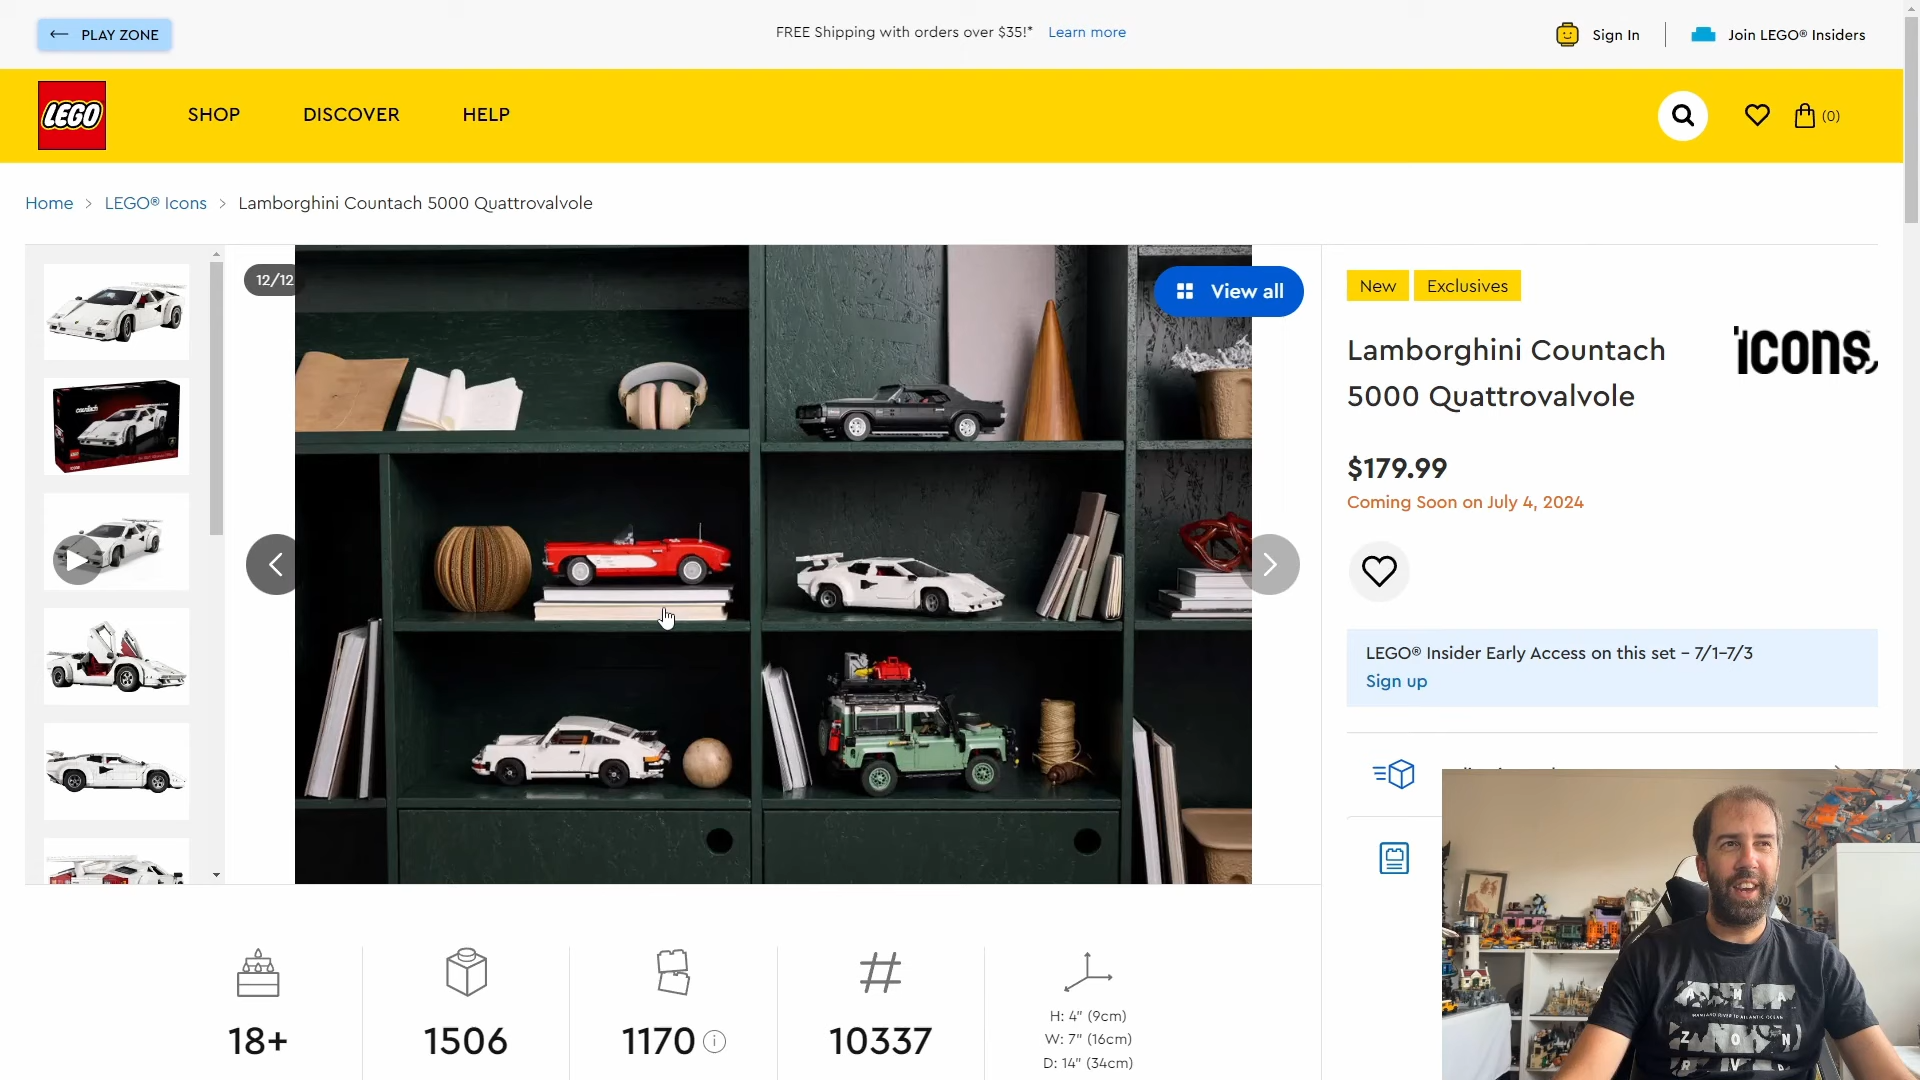 PLAY ZONE
FREE Shipping with orders over $35!* Learn more
Sign In
Join LEGO® Insiders
LEGO
SHOP
DISCOVER
HELP
(0)
Home > LEGO® Icons > Lamborghini Countach 5000 Quattrovalvole
12/12
View all
New
Exclusives
Lamborghini Countach
5000 Quattrovalvole
icons
$179.99
Coming Soon on July 4, 2024
LEGO® Insider Early Access on this set – 7/1–7/3
Sign up
18+
1506
1170
10337
H: 4" (9cm)
W: 7" (16cm)
D: 14" (34cm)
A M A
Z O N